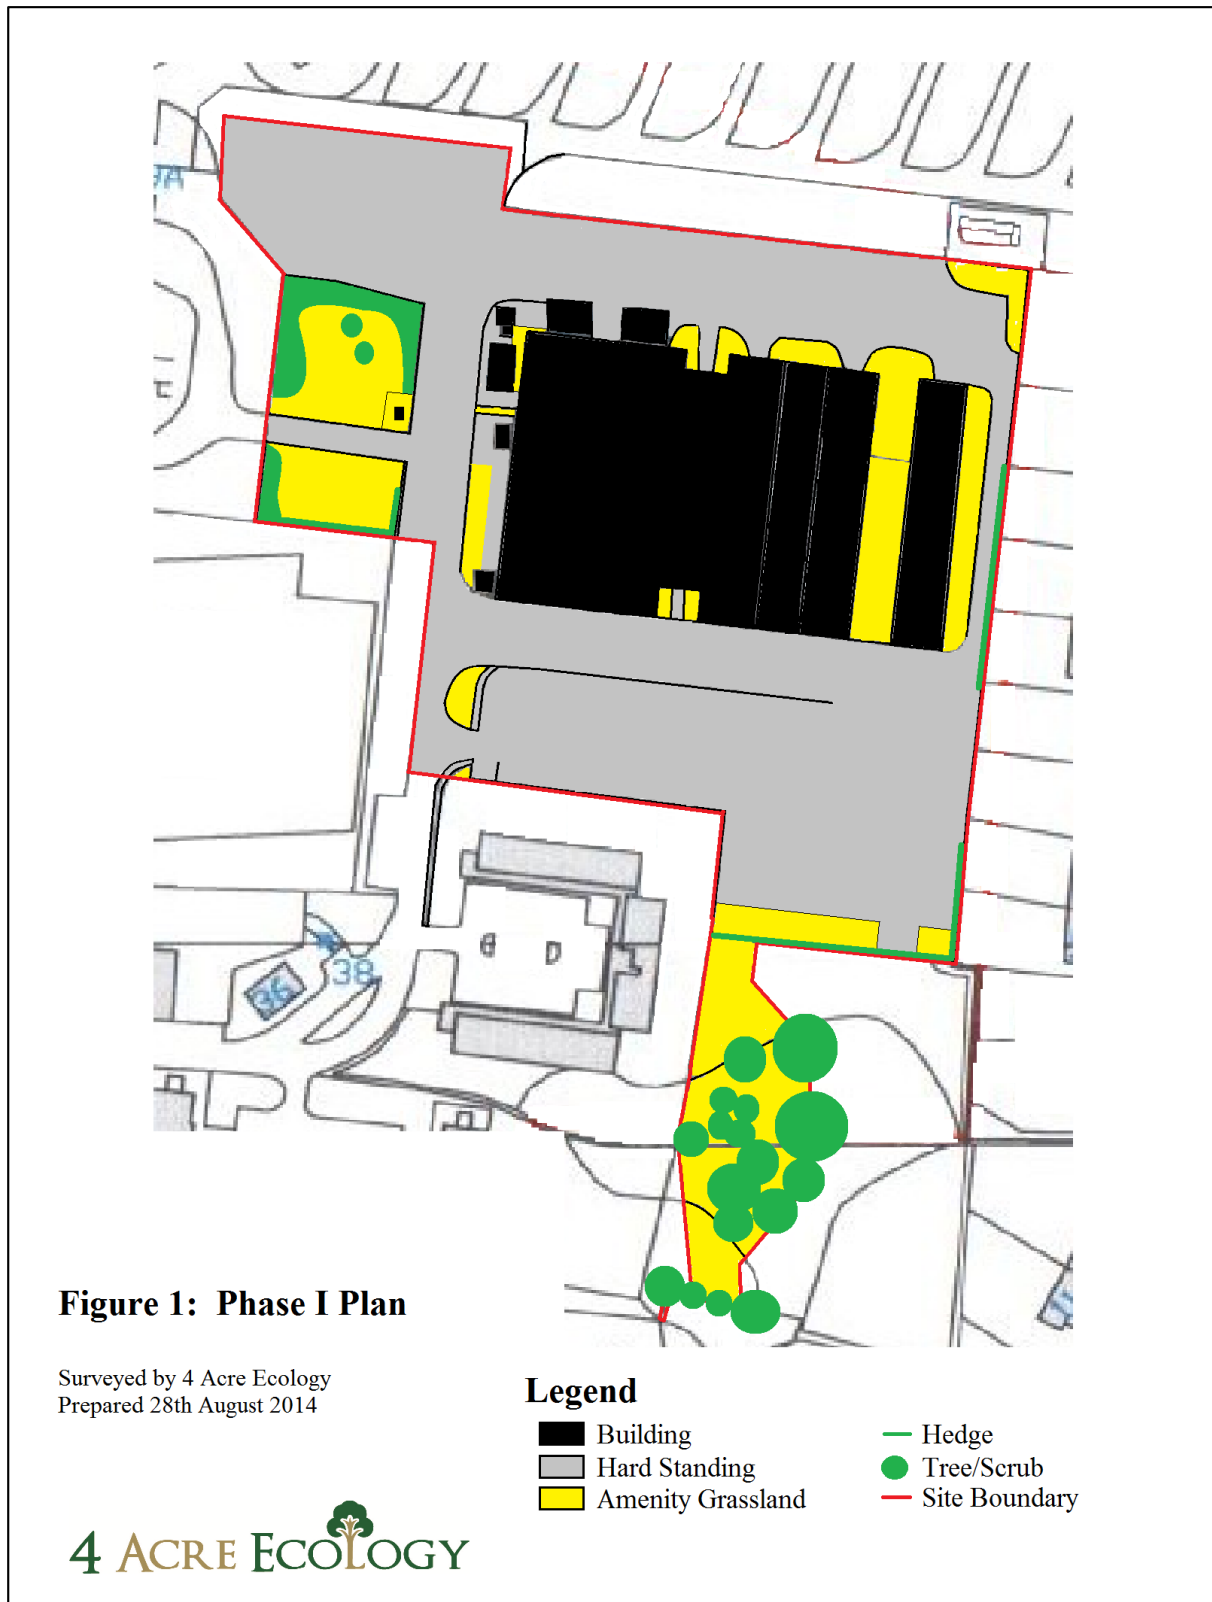 9A
38
36
Figure 1: Phase I Plan
Surveyed by 4 Acre Ecology
Prepared 28th August 2014
Legend
Building
Hard Standing
Amenity Grassland
Hedge
Tree/Scrub
Site Boundary
4 ACRE ECOLOGY